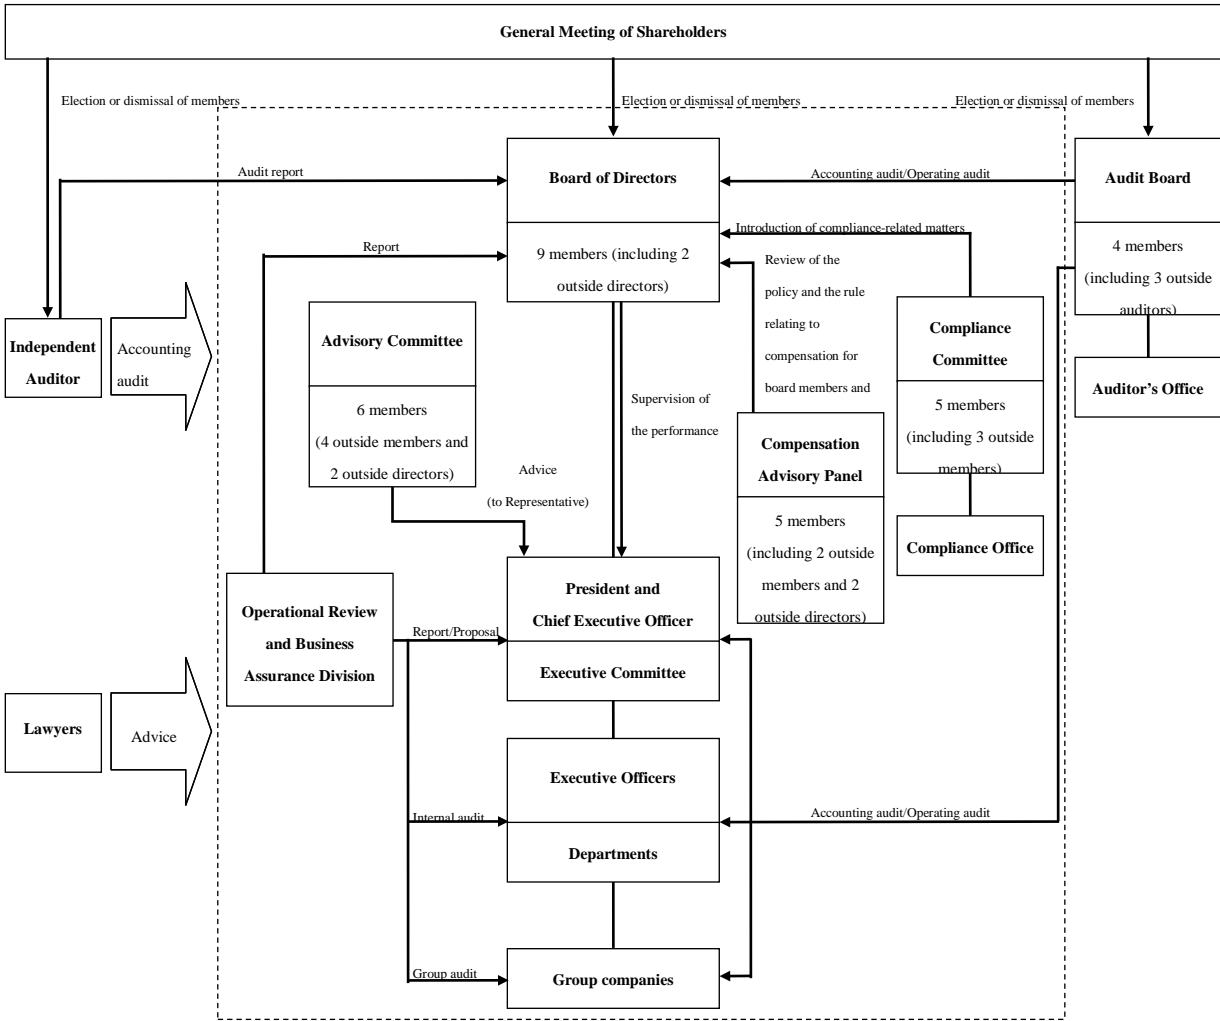 General Meeting of Shareholders
Election or dismissal of members
Election or dismissal of members
Election or dismissal of members
Audit report
Board of Directors
Accounting audit/Operating audit
Audit Board
Report
9 members (including 2
outside directors)
Introduction of compliance-related matters
4 members
(including 3 outside
auditors)
Review of the
policy and the rule
relating to
compensation for
board members and
Independent
Auditor
Accounting
audit
Advisory Committee
6 members
(4 outside members and
2 outside directors)
Compliance
Committee
5 members
(including 3 outside
members)
Auditor’s Office
Supervision of
the performance
Advice
(to Representative)
Compensation
Advisory Panel
5 members
(including 2 outside
members and 2
outside directors)
Compliance Office
Operational Review
and Business
Assurance Division
Report/Proposal
President and
Chief Executive Officer
Executive Committee
Lawyers
Advice
Executive Officers
Internal audit
Accounting audit/Operating audit
Departments
Group audit
Group companies